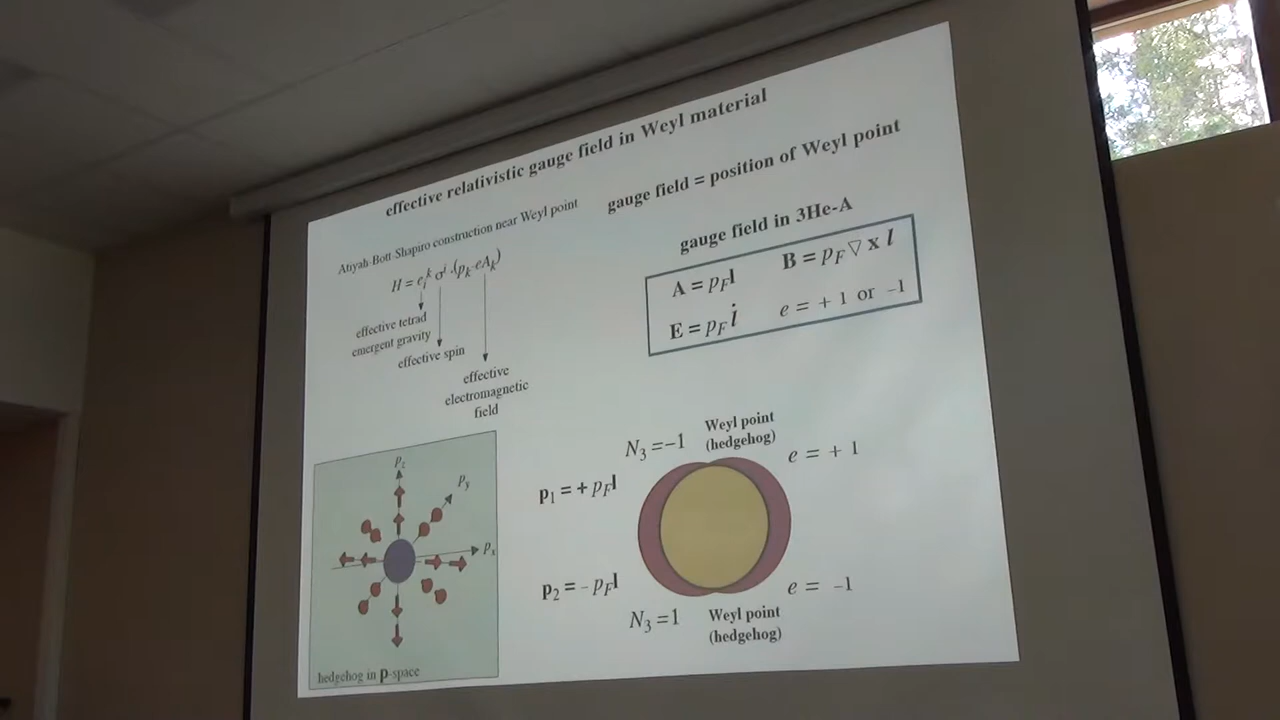 effective relativistic gauge field in Weyl material
Atiyah-Bott-Shapiro construction near Weyl point
H = e_i^k σ^i .(p_k-eA_k)
effective tetrad
emergent gravity
effective spin
effective
electromagnetic
field
gauge field = position of Weyl point
gauge field in 3He-A
A = p_F l
B = p_F ∇ x l
E = p_F l̇
e = + 1 or -1
p_z
p_y
p_x
hedgehog in p-space
N_3 =-1
Weyl point
(hedgehog)
e = + 1
p_1 = + p_F l
p_2 = - p_F l
e = -1
N_3 =1
Weyl point
(hedgehog)